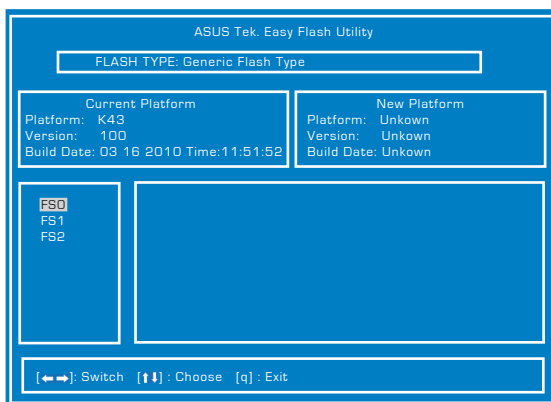 ASUS Tek. Easy Flash Utility
FLASH TYPE: Generic Flash Type
Current Platform
Platform: K43
Version: 100
Build Date: 03 16 2010 Time:11:51:52
New Platform
Platform: Unkown
Version: Unkown
Build Date: Unkown
FS0
FS1
FS2
[←→]: Switch [↑↓] : Choose [q] : Exit